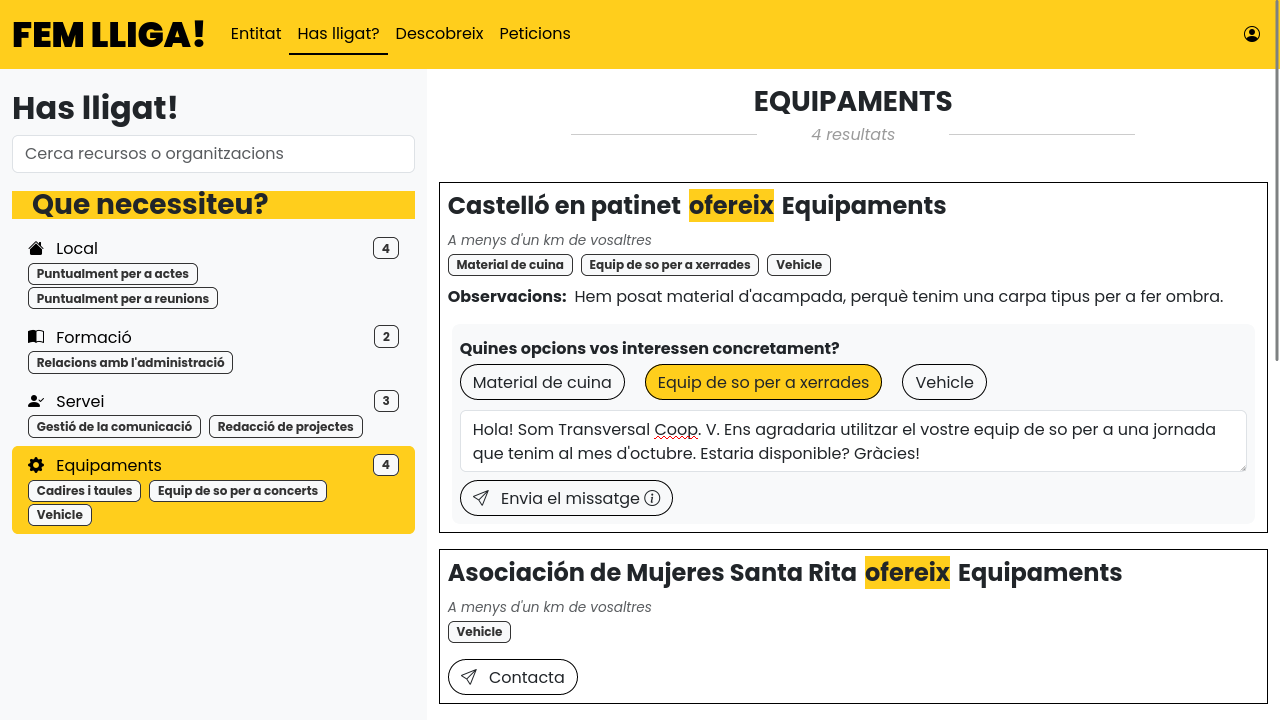 FEM LLIGA!
Entitat
Has lligat?
Descobreix
Peticions
Has lligat!
Cerca recursos o organitzacions
Que necessiteu?
Local
4
Puntualment per a actes
Puntualment per a reunions
Formació
2
Relacions amb l'administració
Servei
3
Gestió de la comunicació
Redacció de projectes
Equipaments
4
Cadires i taules
Equip de so per a concerts
Vehicle
EQUIPAMENTS
4 resultats
Castelló en patinet ofereix Equipaments
A menys d'un km de vosaltres
Material de cuina
Equip de so per a xerrades
Vehicle
Observacions: Hem posat material d'acampada, perquè tenim una carpa tipus per a fer ombra.
Quines opcions vos interessen concretament?
Material de cuina
Equip de so per a xerrades
Vehicle
Hola! Som Transversal Coop. V. Ens agradaria utilitzar el vostre equip de so per a una jornada
que tenim al mes d'octubre. Estaria disponible? Gràcies!
Envia el missatge
Asociación de Mujeres Santa Rita ofereix Equipaments
A menys d'un km de vosaltres
Vehicle
Contacta